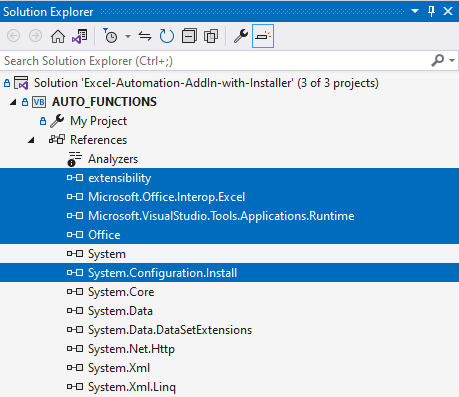 Solution Explorer
Search Solution Explorer (Ctrl+;)
Solution 'Excel-Automation-AddIn-with-Installer' (3 of 3 projects)
VB AUTO_FUNCTIONS
My Project
References
Analyzers
extensibility
Microsoft.Office.Interop.Excel
Microsoft.VisualStudio.Tools.Applications.Runtime
Office
System
System.Configuration.Install
System.Core
System.Data
System.Data.DataSetExtensions
System.Net.Http
System.Xml
System.Xml.Linq